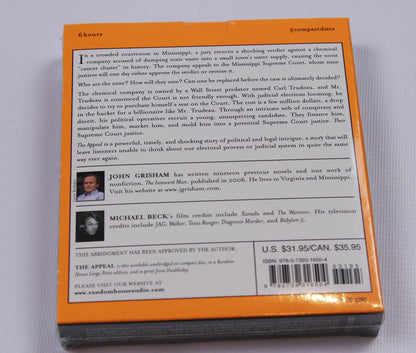 6 hours
5 compact discs
In a crowded courtroom in Mississippi, a jury returns a shocking verdict against a chemical
company accused of dumping toxic waste into a small town's water supply, causing the worst
"cancer cluster" in history. The company appeals to the Mississippi Supreme Court, whose nine
justices will one day either approve the verdict or reverse it.
Who are the nine? How will they vote? Can one be replaced before the case is ultimately decided?
The chemical company is owned by a Wall Street predator named Carl Trudeau, and Mr.
Trudeau is convinced the Court is not friendly enough. With judicial elections looming, he
decides to try to purchase himself a seat on the Court. The cost is a few million dollars, a drop
in the bucket for a billionaire like Mr. Trudeau. Through an intricate web of conspiracy and
deceit, his political operatives recruit a young, unsuspecting candidate. They finance him,
manipulate him, market him, and mold him into a potential Supreme Court justice. Their
Supreme Court justice.
The Appeal is a powerful, timely, and shocking story of political and legal intrigue, a story that will
leave listeners unable to think about our electoral process or judicial system in quite the same
way ever again.
JOHN GRISHAM has written nineteen previous novels and one work of
nonfiction, The Innocent Man, published in 2006. He lives in Virginia and Mississippi.
Visit his website at www.jgrisham.com.
MICHAEL BECK's film credits include Xanadu and The Warriors. His television
credits include JAG; Walker, Texas Ranger; Diagnosis Murder; and Babylon 5.
THIS ABRIDGMENT HAS BEEN APPROVED BY THE AUTHOR.
THE APPEAL is also available unabridged on compact disc, in a Random
House Large Print edition, and in print from Doubleday.
PLEASE VISIT OUR WEBSITE AT
www.randomhouseaudio.com
U.S. $31.95/CAN. $35.95
ISBN: 978-0-7393-1650-4
53195
9 780739 316504